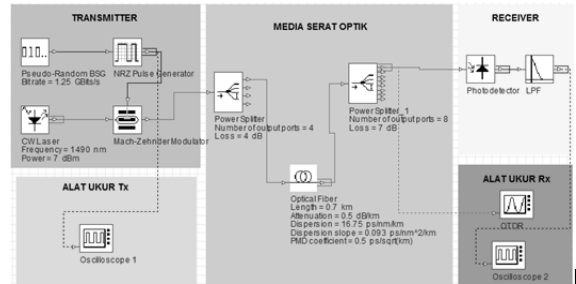 TRANSMITTER
Pseudo-Random BSG
Bitrate = 1.25 GBits/s
NRZ Pulse Generator
CW Laser
Frequency = 1490 nm
Power = 7 dBm
Mach-Zehnder Modulator
ALAT UKUR Tx
Oscilloscope 1
MEDIA SERAT OPTIK
Power Splitter
Number of output ports = 4
Loss = 4 dB
Power Splitter_1
Number of output ports = 8
Loss = 7 dB
Optical Fiber
Length = 0.7 km
Attenuation = 0.5 dB/km
Dispersion = 16.75 ps/nm/km
Dispersion slope = 0.093 ps/nm^2/km
PMD coefficient = 0.5 ps/sqrt(km)
RECEIVER
Photodetector
LPF
ALAT UKUR Rx
OTDR
Oscilloscope 2